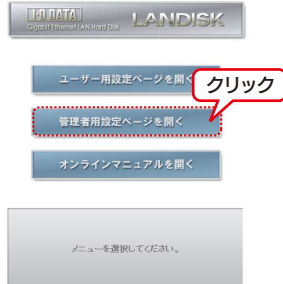 I-O DATA
Gigabit Ethernet LAN Hard Disk
LANDISK
ユーザー用設定ページを開く
クリック
管理者用設定ページを開く
オンラインマニュアルを開く
メニューを選択してください。